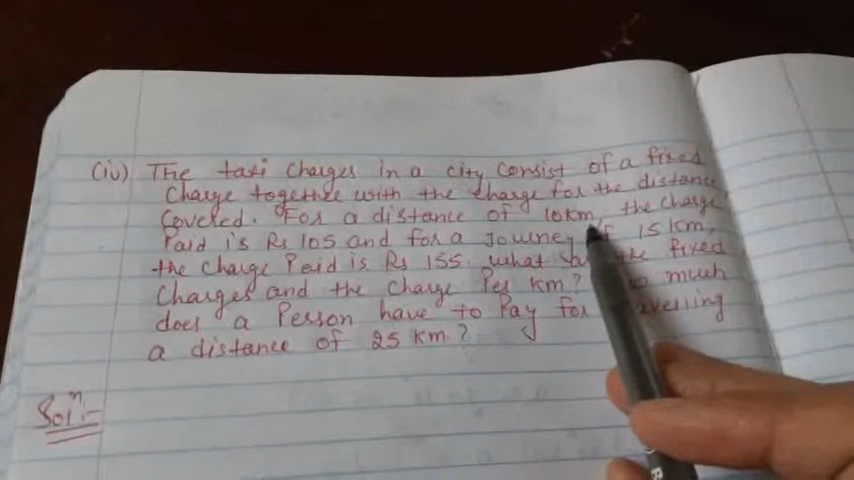 (iv) The taxi charges in a city consist of a fixed
charge together with the charge for the distance
covered. For a distance of 10km, the charge
Paid is Rs 105 and for a Journey 15 km,
the charge Paid is Rs 155. what the fixed
charges and the charge Per km? much
does a Person have to Pay for
a distance of 25 km?
Solⁿ:-